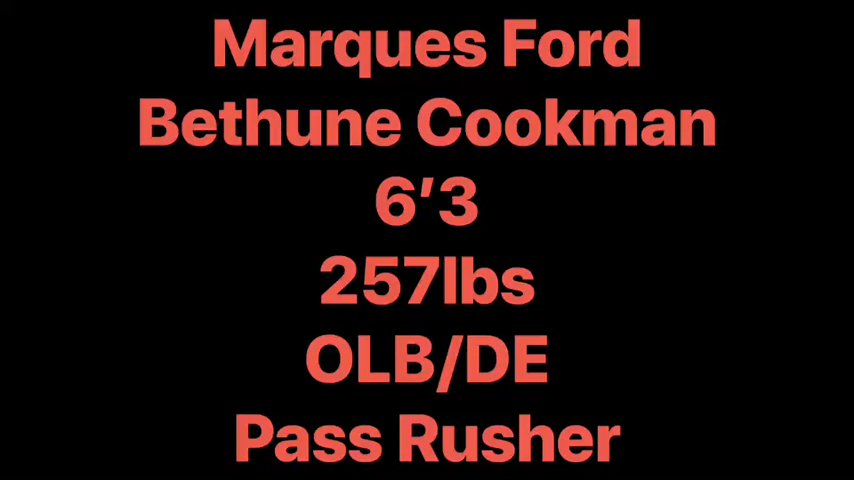 Marques Ford
Bethune Cookman
6’3
257lbs
OLB/DE
Pass Rusher